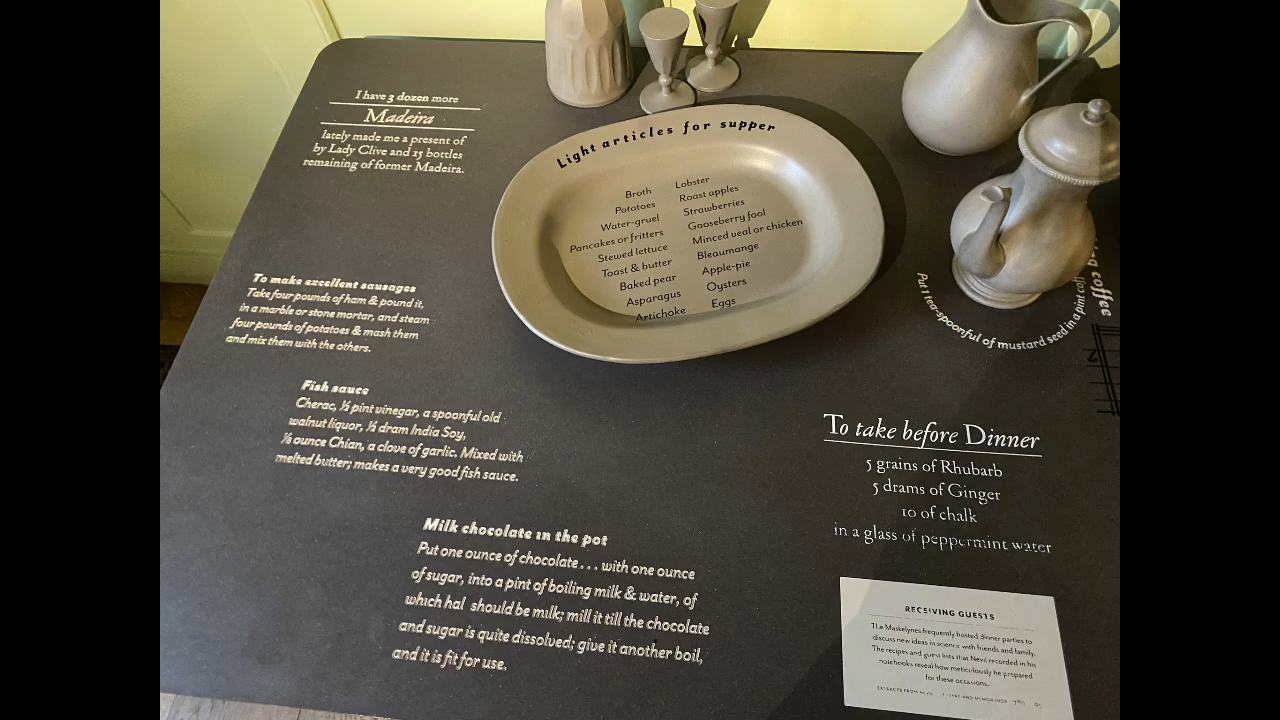 I have 3 dozen more
Madeira
lately made me a present of
by Lady Clive and 15 bottles
remaining of former Madeira.
Light articles for supper
Broth
Potatoes
Water-gruel
Pancakes or fritters
Stewed lettuce
Toast & butter
Baked pear
Asparagus
Artichoke
Lobster
Roast apples
Strawberries
Gooseberry fool
Minced veal or chicken
Bleaumange
Apple-pie
Oysters
Eggs
To make excellent sausages
Take four pounds of ham & pound it,
in a marble or stone mortar, and steam
four pounds of potatoes & mash them
and mix them with the others.
Fish sauce
Cherac, ½ pint vinegar, a spoonful old
walnut liquor, ½ dram India Soy,
⅛ ounce Chian, a clove of garlic. Mixed with
melted butter; makes a very good fish sauce.
Milk chocolate in the pot
Put one ounce of chocolate . . . with one ounce
of sugar, into a pint of boiling milk & water, of
which hal should be milk; mill it till the chocolate
and sugar is quite dissolved; give it another boil,
and it is fit for use.
coffee
Put 1 tea-spoonful of mustard seed in a pint
To take before Dinner
5 grains of Rhubarb
5 drams of Ginger
10 of chalk
in a glass of peppermint water
RECEIVING GUESTS
The Maskelynes frequently hosted dinner parties to
discuss new ideas in science with friends and family.
The recipes and guest lists that Nevil recorded in his
notebooks reveal how meticulously he prepared
for these occasions.
EXTRACTS FROM